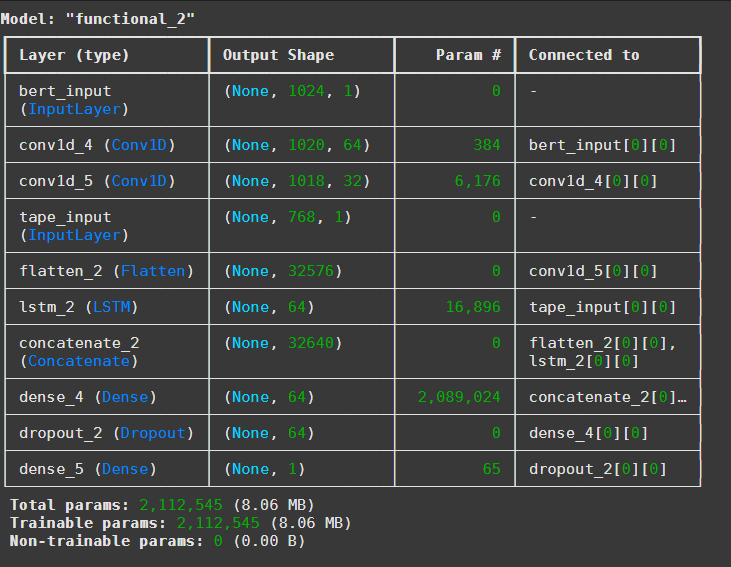 Model: "functional_2"
Layer (type) Output Shape Param # Connected to
bert_input (None, 1024, 1) 0 -
(InputLayer)
conv1d_4 (Conv1D) (None, 1020, 64) 384 bert_input[0][0]
conv1d_5 (Conv1D) (None, 1018, 32) 6,176 conv1d_4[0][0]
tape_input (None, 768, 1) 0 -
(InputLayer)
flatten_2 (Flatten) (None, 32576) 0 conv1d_5[0][0]
lstm_2 (LSTM) (None, 64) 16,896 tape_input[0][0]
concatenate_2 (None, 32640) 0 flatten_2[0][0],
(Concatenate) lstm_2[0][0]
dense_4 (Dense) (None, 64) 2,089,024 concatenate_2[0]…
dropout_2 (Dropout) (None, 64) 0 dense_4[0][0]
dense_5 (Dense) (None, 1) 65 dropout_2[0][0]
Total params: 2,112,545 (8.06 MB)
Trainable params: 2,112,545 (8.06 MB)
Non-trainable params: 0 (0.00 B)